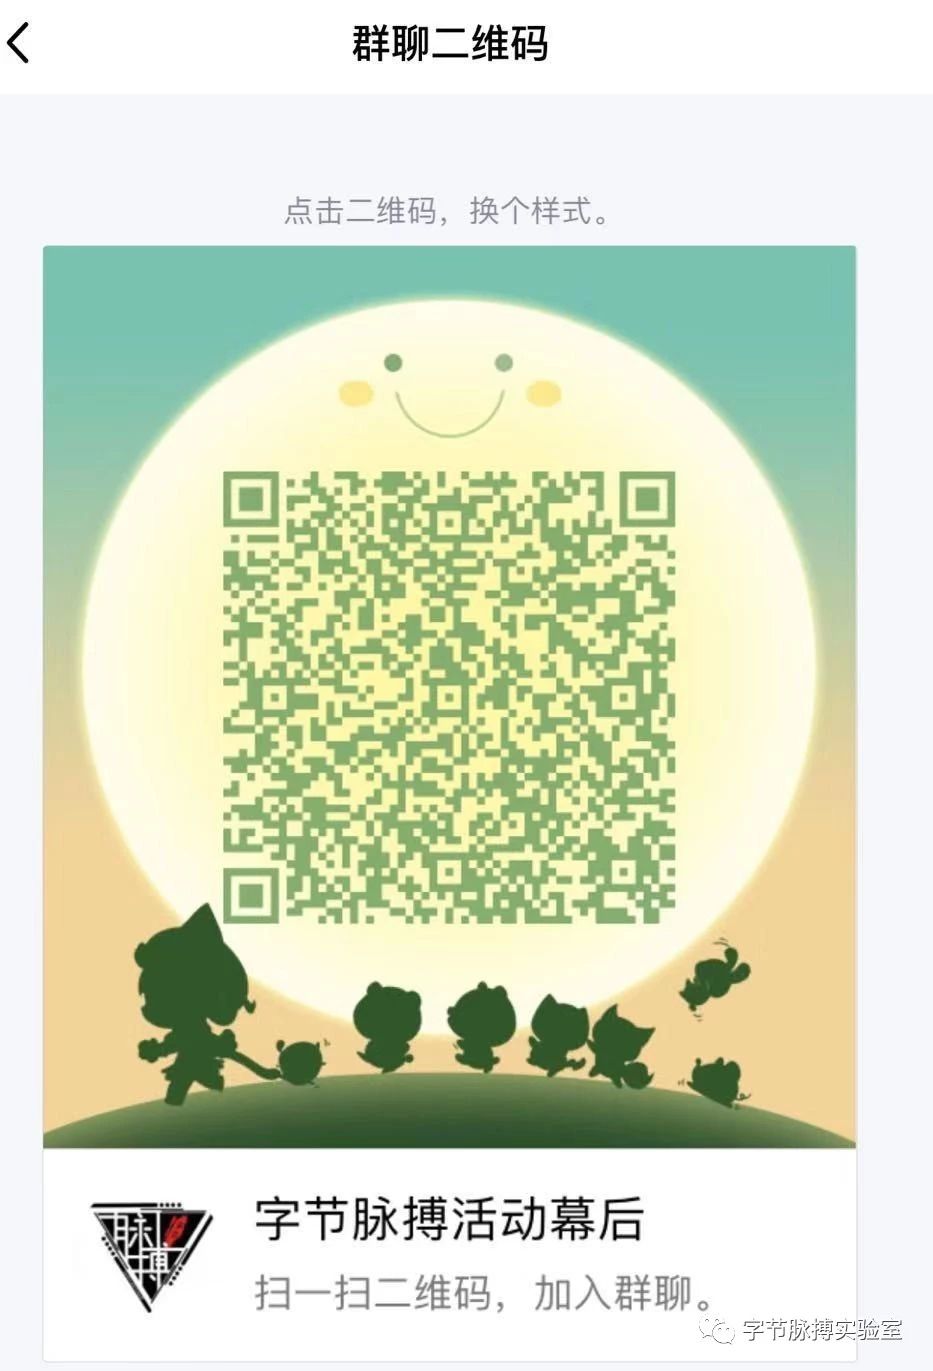 群聊二维码
点击二维码，换个样式。
脉
搏
字节脉搏活动幕后
扫一扫二维码，加入群聊。
字节脉搏实验室